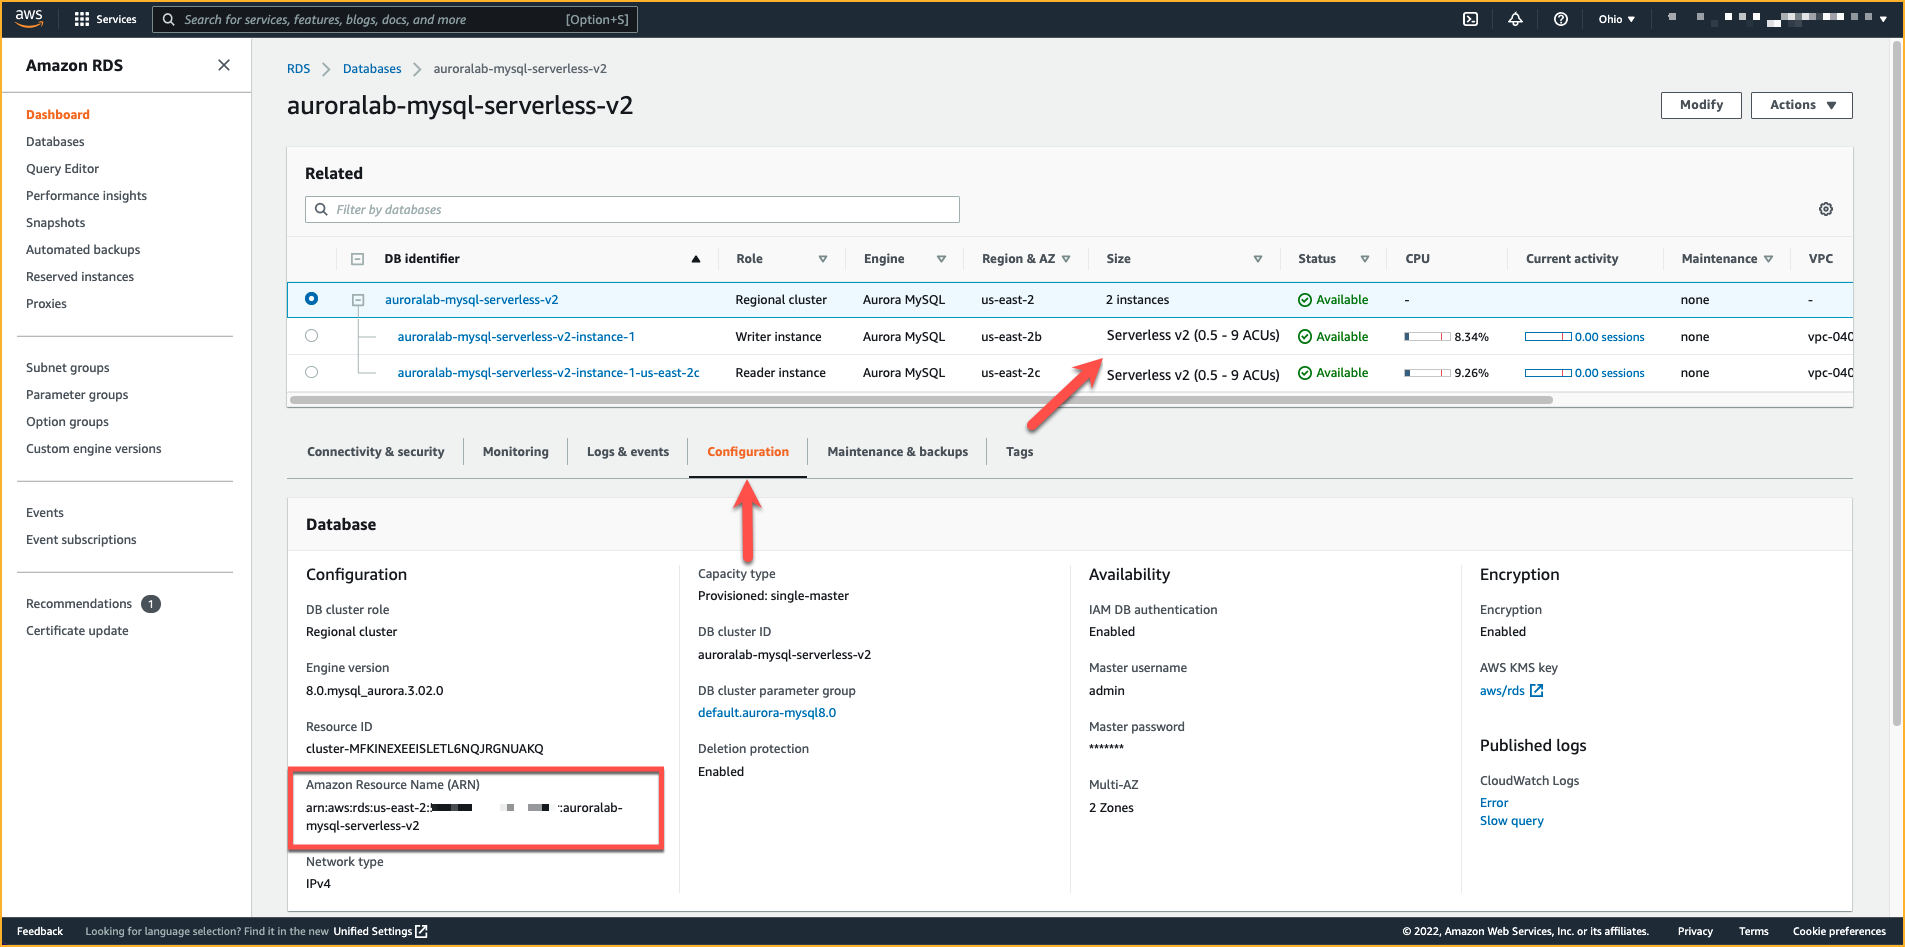 aws Services Search for services, features, blogs, docs, and more [Option+S] Ohio
Amazon RDS
Dashboard
Databases
Query Editor
Performance insights
Snapshots
Automated backups
Reserved instances
Proxies
Subnet groups
Parameter groups
Option groups
Custom engine versions
Events
Event subscriptions
Recommendations 1
Certificate update
RDS Databases auroralab-mysql-serverless-v2
auroralab-mysql-serverless-v2
Modify Actions
Related
Filter by databases
DB identifier Role Engine Region & AZ Size Status CPU Current activity Maintenance VPC
auroralab-mysql-serverless-v2 Regional cluster Aurora MySQL us-east-2 2 instances Available - none -
auroralab-mysql-serverless-v2-instance-1 Writer instance Aurora MySQL us-east-2b Serverless v2 (0.5 - 9 ACUs) Available 8.34% 0.00 sessions none vpc-040
auroralab-mysql-serverless-v2-instance-1-us-east-2c Reader instance Aurora MySQL us-east-2c Serverless v2 (0.5 - 9 ACUs) Available 9.26% 0.00 sessions none vpc-040
Connectivity & security Monitoring Logs & events Configuration Maintenance & backups Tags
Database
Configuration
DB cluster role
Regional cluster
Engine version
8.0.mysql_aurora.3.02.0
Resource ID
cluster-MFKINEXEEISLETL6NQJRGNUAKQ
Amazon Resource Name (ARN)
arn:aws:rds:us-east-2: :auroralab-
mysql-serverless-v2
Network type
IPv4
Capacity type
Provisioned: single-master
DB cluster ID
auroralab-mysql-serverless-v2
DB cluster parameter group
default.aurora-mysql8.0
Deletion protection
Enabled
Availability
IAM DB authentication
Enabled
Master username
admin
Master password
*******
Multi-AZ
2 Zones
Encryption
Encryption
Enabled
AWS KMS key
aws/rds
Published logs
CloudWatch Logs
Error
Slow query
Feedback Looking for language selection? Find it in the new Unified Settings © 2022, Amazon Web Services, Inc. or its affiliates. Privacy Terms Cookie preferences